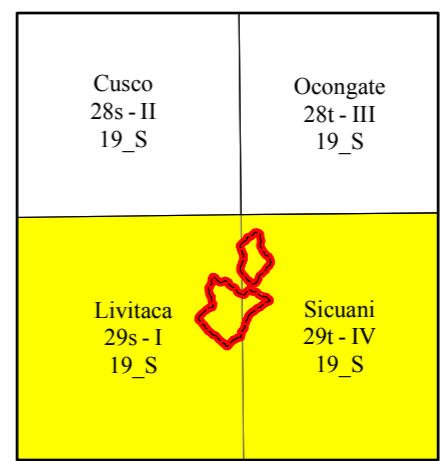 Cusco
28s - II
19_S
Ocongate
28t - III
19_S
Livitaca
29s - I
19_S
Sicuani
29t - IV
19_S